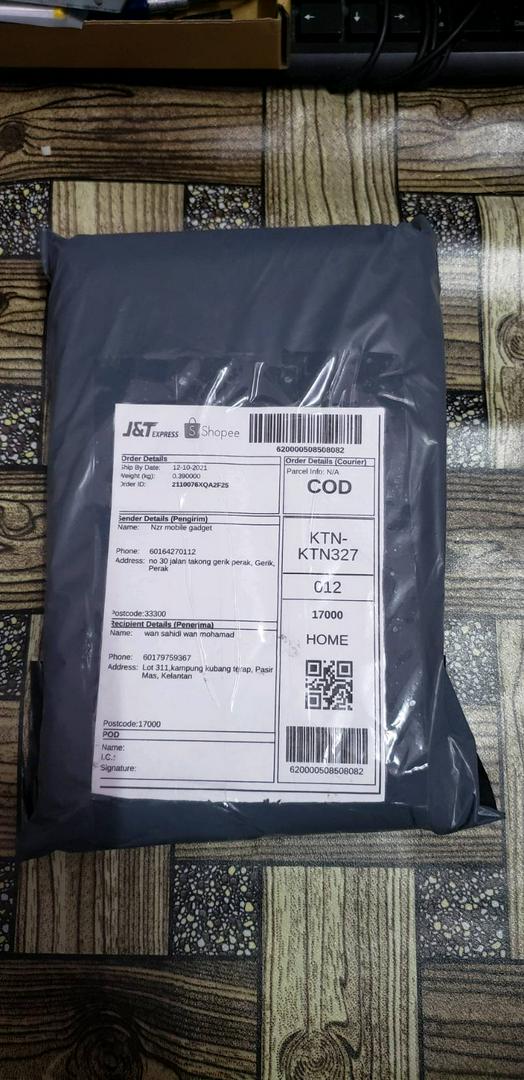 J&T EXPRESS Shopee
620000508508082
Order Details
Ship By Date: 12-10-2021
Weight (kg): 0.390000
Order ID: 2110076XQA2F25
Order Details (Courier)
Parcel Info: N/A
COD
Sender Details (Pengirim)
Name: Nzr mobile gadget
Phone: 60164270112
Address: no 30 jalan takong gerik perak, Gerik,
Perak
Postcode:33300
KTN-
KTN327
012
17000
HOME
Recipient Details (Penerima)
Name: wan sahidi wan mohamad
Phone: 60179759367
Address: Lot 311,kampung kubang terap, Pasir
Mas, Kelantan
Postcode:17000
POD
Name:
I.C.:
Signature:
620000508508082